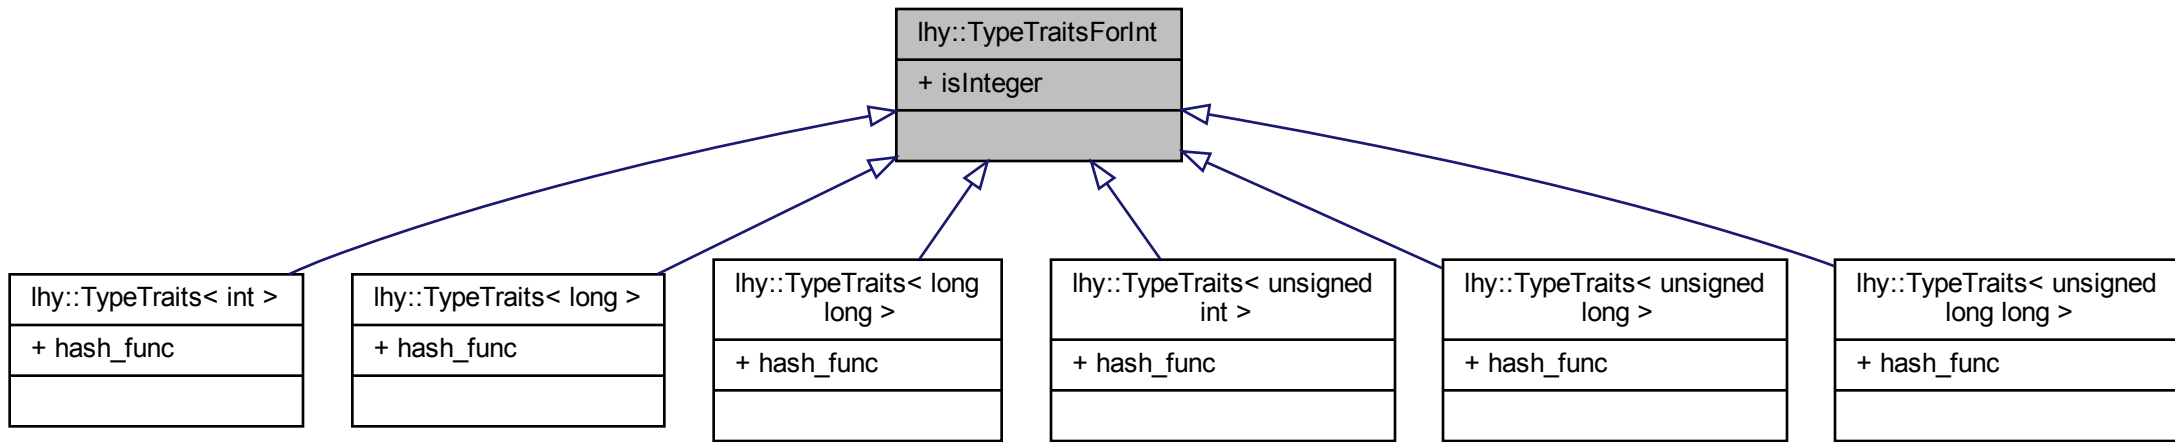 lhy::TypeTraitsForInt
+ isInteger
lhy::TypeTraits< int >
+ hash_func
lhy::TypeTraits< long >
+ hash_func
lhy::TypeTraits< long
long >
+ hash_func
lhy::TypeTraits< unsigned
int >
+ hash_func
lhy::TypeTraits< unsigned
long >
+ hash_func
lhy::TypeTraits< unsigned
long long >
+ hash_func